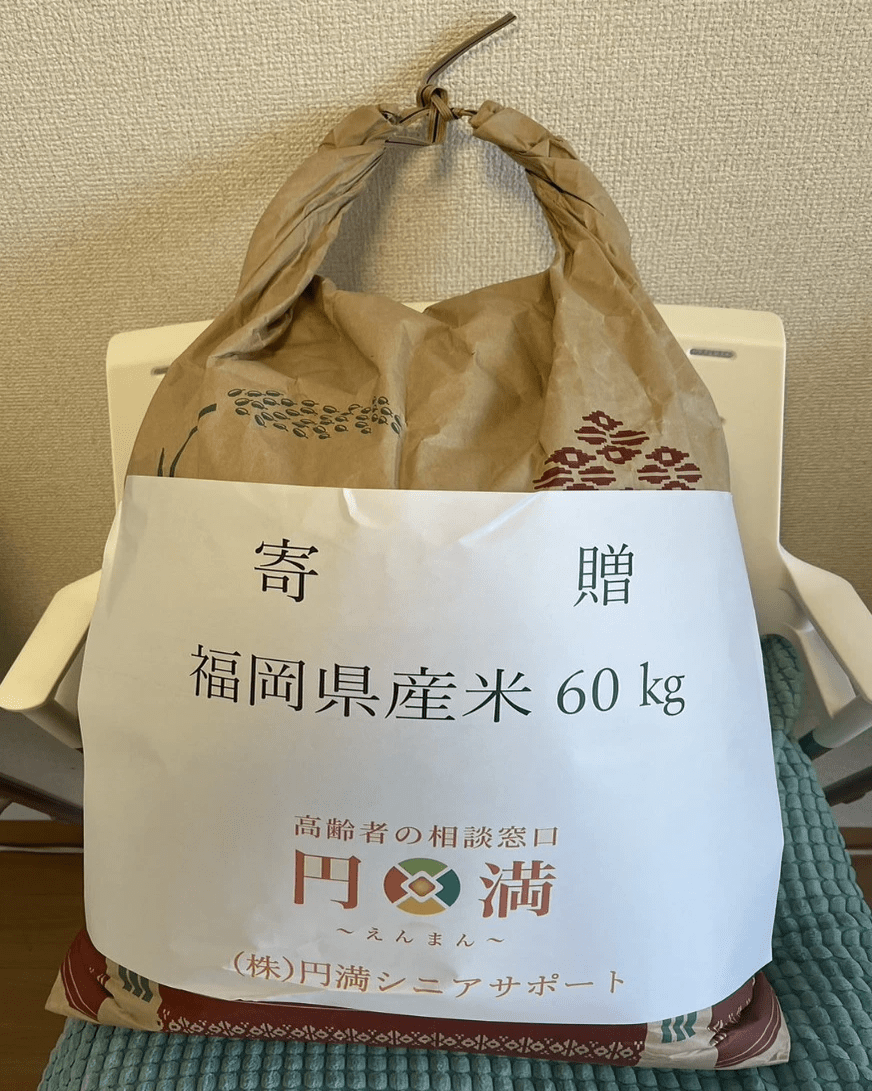 寄 贈
福岡県産米 60 kg
高齢者の相談窓口
円 満
～えんまん～
(株)円満シニアサポート